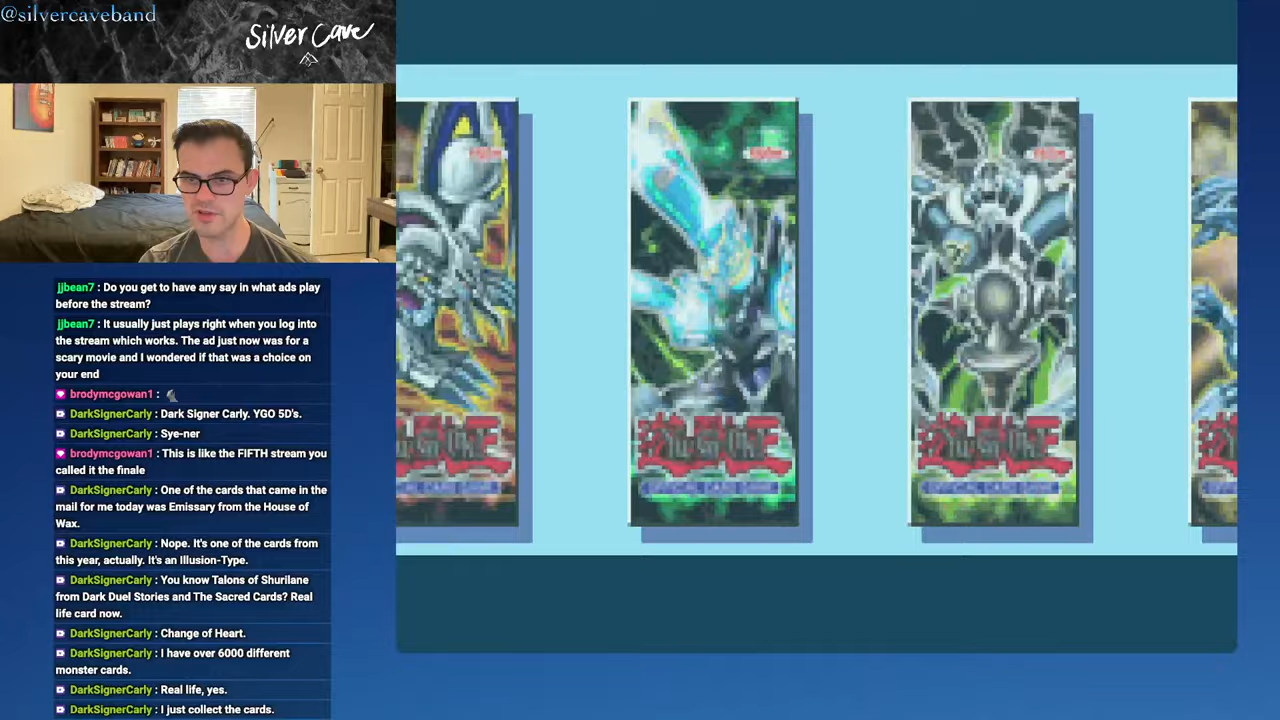 @silvercaveband
Silver Cave
jjbean7 : Do you get to have any say in what ads play
before the stream?
jjbean7 : It usually just plays right when you log into
the stream which works. The ad just now was for a
scary movie and I wondered if that was a choice on
your end
brodymcgowan1 :
DarkSignerCarly : Dark Signer Carly. YGO 5D's.
DarkSignerCarly : Sye-ner
brodymcgowan1 : This is like the FIFTH stream you
called it the finale
DarkSignerCarly : One of the cards that came in the
mail for me today was Emissary from the House of
Wax.
DarkSignerCarly : Nope. It's one of the cards from
this year, actually. It's an Illusion-Type.
DarkSignerCarly : You know Talons of Shurilane
from Dark Duel Stories and The Sacred Cards? Real
life card now.
DarkSignerCarly : Change of Heart.
DarkSignerCarly : I have over 6000 different
monster cards.
DarkSignerCarly : Real life, yes.
DarkSignerCarly : I just collect the cards.
Yu-Gi-Oh!
Yu-Gi-Oh!